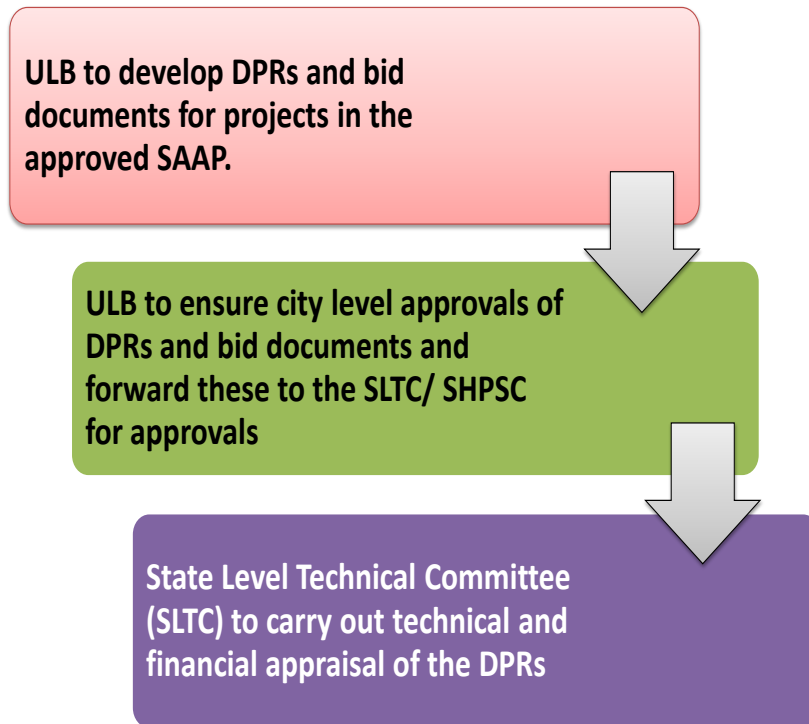 ULB to develop DPRs and bid
documents for projects in the
approved SAAP.
ULB to ensure city level approvals of
DPRs and bid documents and
forward these to the SLTC/ SHPSC
for approvals
State Level Technical Committee
(SLTC) to carry out technical and
financial appraisal of the DPRs